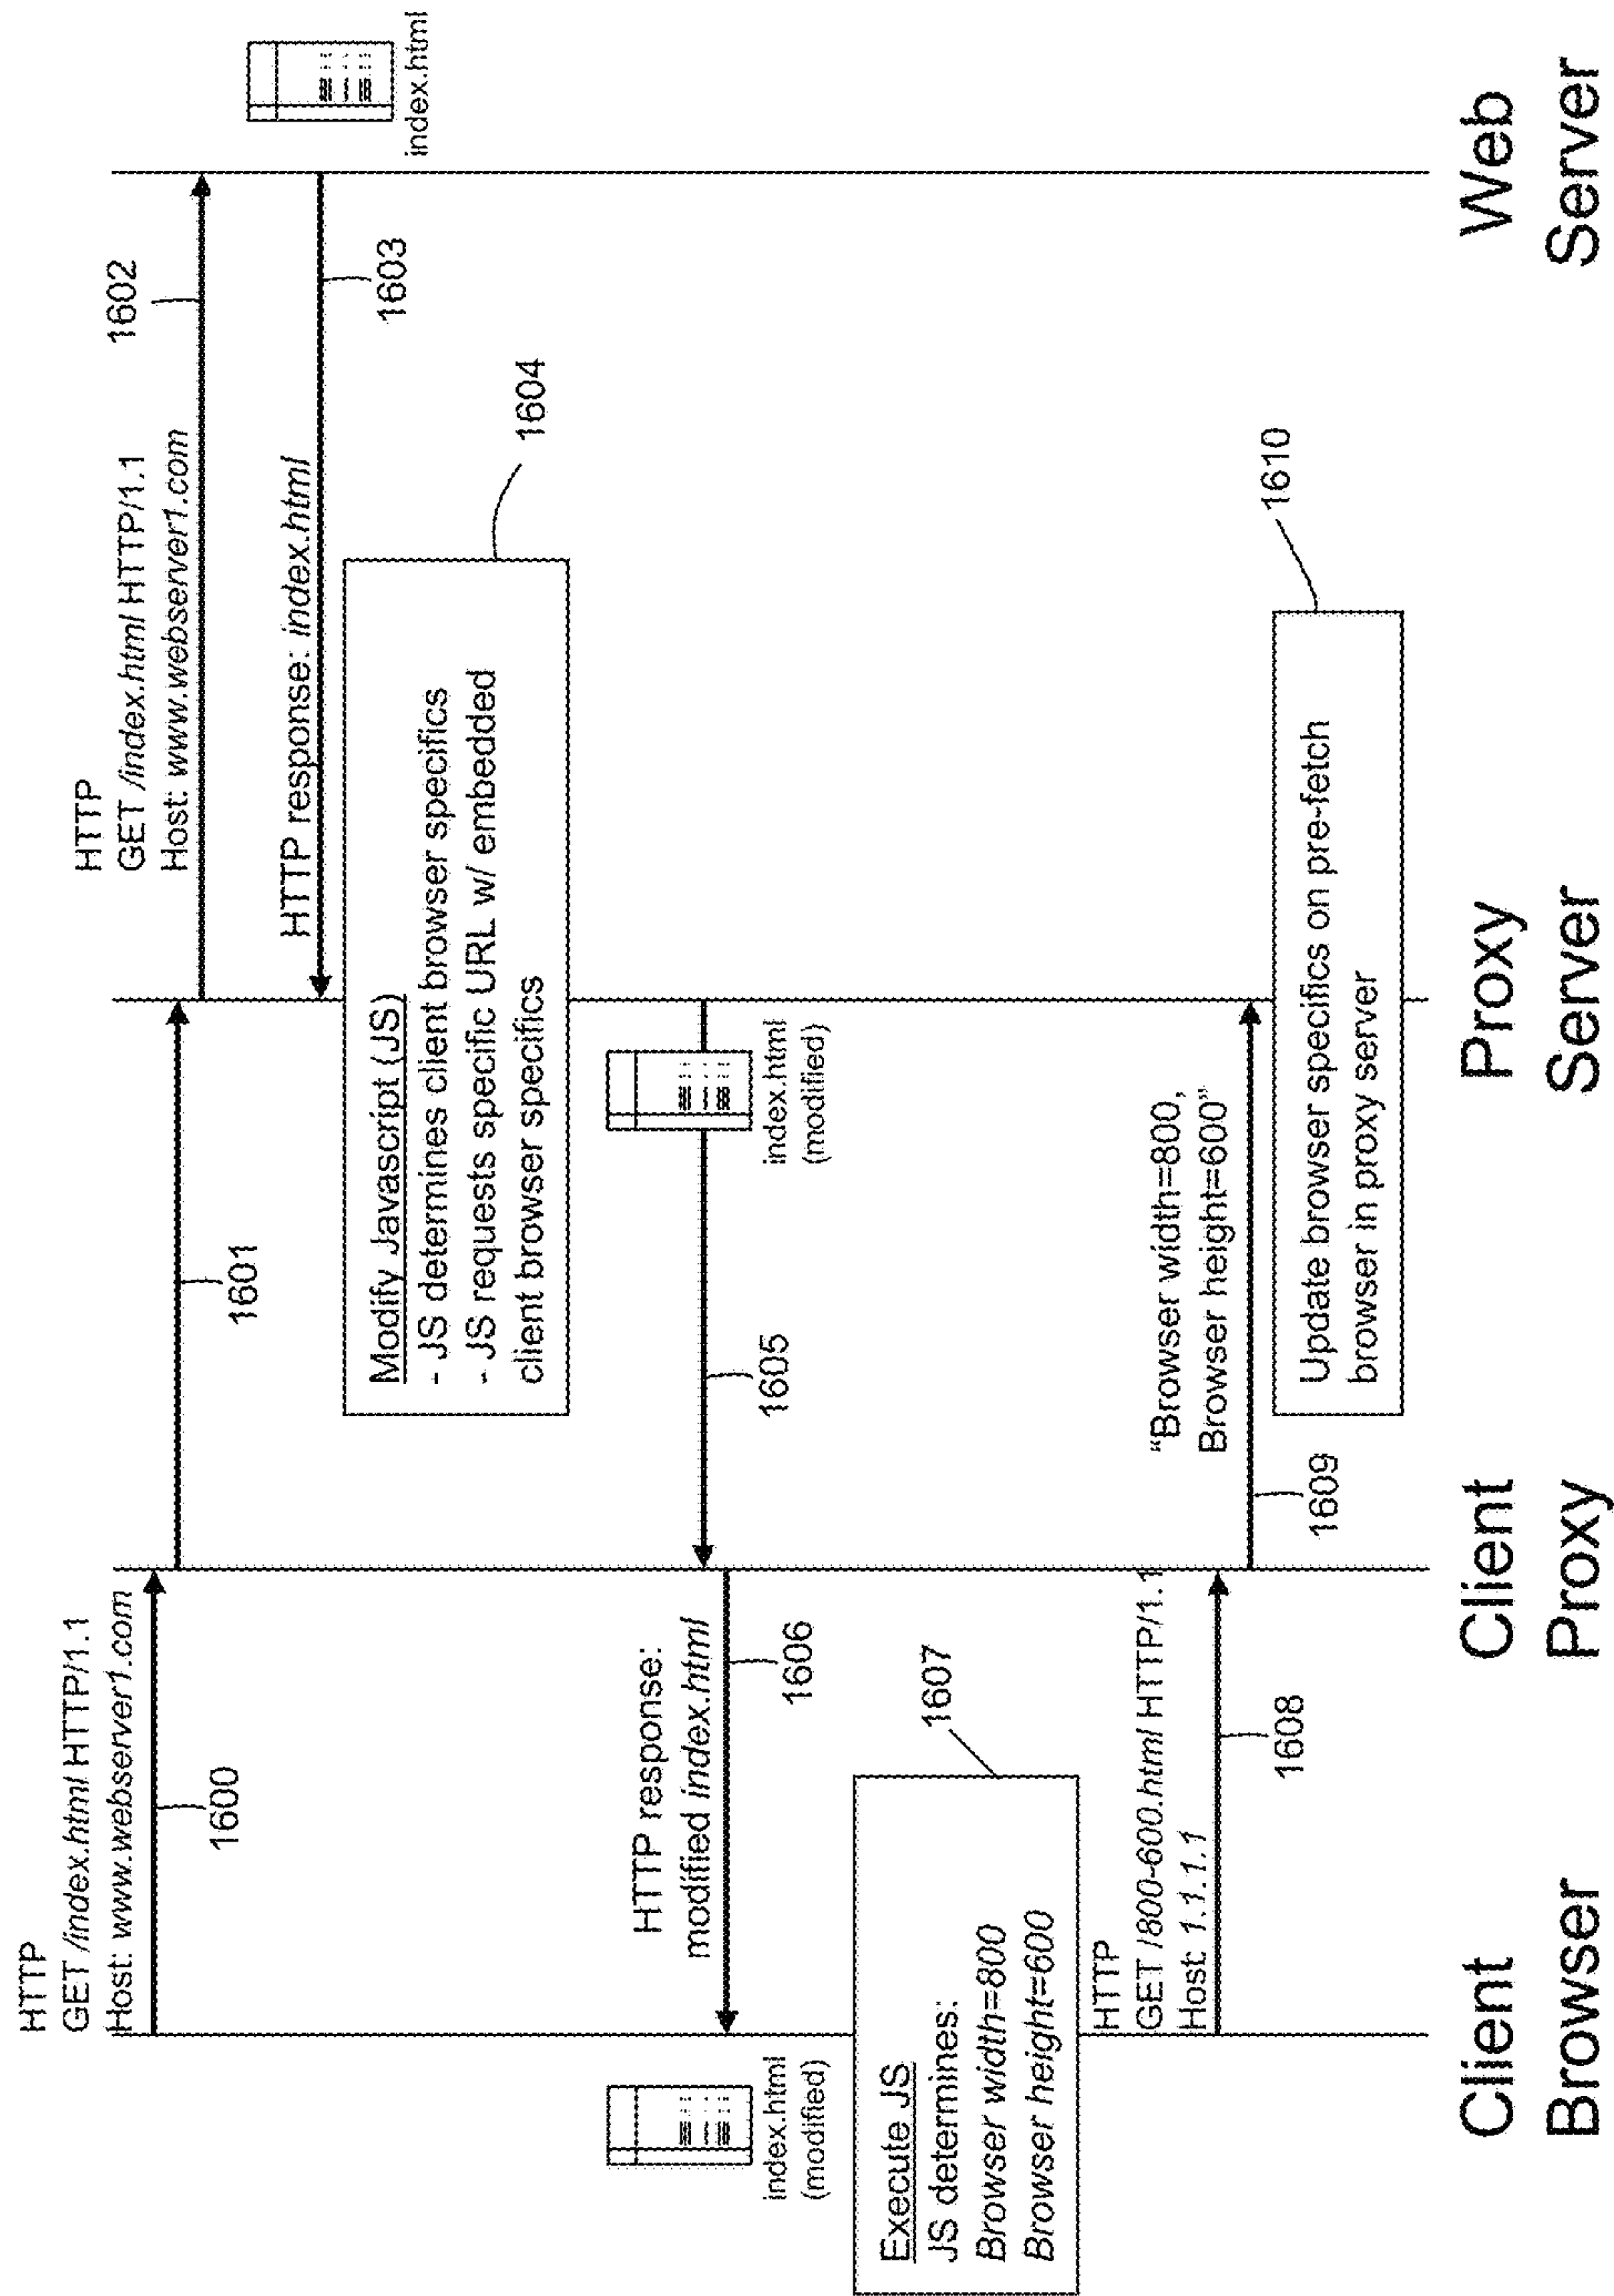 HTTP
GET /index.html HTTP/1.1
Host: www.webserver1.com
1600
1601
HTTP
GET /index.html HTTP/1.1
Host: www.webserver1.com
1602
HTTP response: index.html
1603
index.html
Modify Javascript (JS)
- JS determines client browser specifics
- JS requests specific URL w/ embedded
client browser specifics
1604
index.html
(modified)
1605
HTTP response:
modified index.html
1606
index.html
(modified)
Execute JS
JS determines:
Browser width=800
Browser height=600
1607
HTTP
GET /800-600.html HTTP/1.1
Host: 1.1.1.1
1608
"Browser width=800,
Browser height=600"
1609
Update browser specifics on pre-fetch
browser in proxy server
1610
Client
Browser
Client
Proxy
Proxy
Server
Web
Server